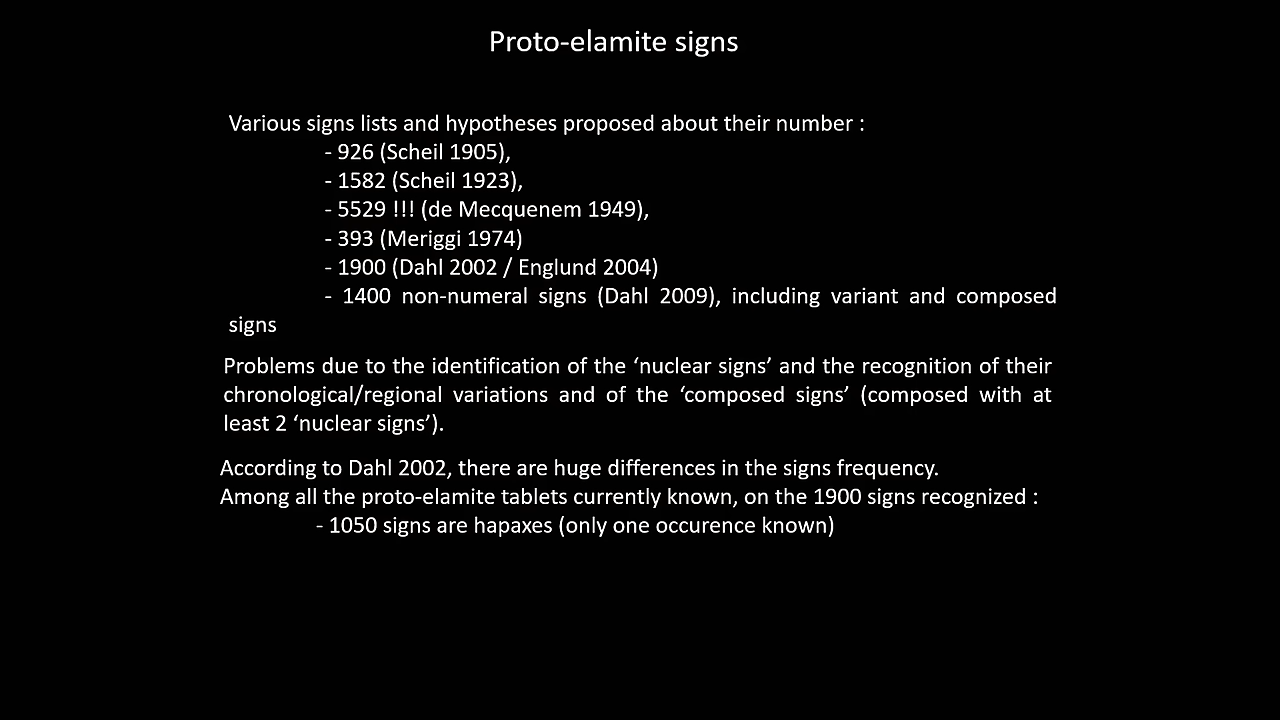 Proto-elamite signs
Various signs lists and hypotheses proposed about their number :
- 926 (Scheil 1905),
- 1582 (Scheil 1923),
- 5529 !!! (de Mecquenem 1949),
- 393 (Meriggi 1974)
- 1900 (Dahl 2002 / Englund 2004)
- 1400 non-numeral signs (Dahl 2009), including variant and composed
signs
Problems due to the identification of the ‘nuclear signs’ and the recognition of their
chronological/regional variations and of the ‘composed signs’ (composed with at
least 2 ‘nuclear signs’).
According to Dahl 2002, there are huge differences in the signs frequency.
Among all the proto-elamite tablets currently known, on the 1900 signs recognized :
- 1050 signs are hapaxes (only one occurence known)